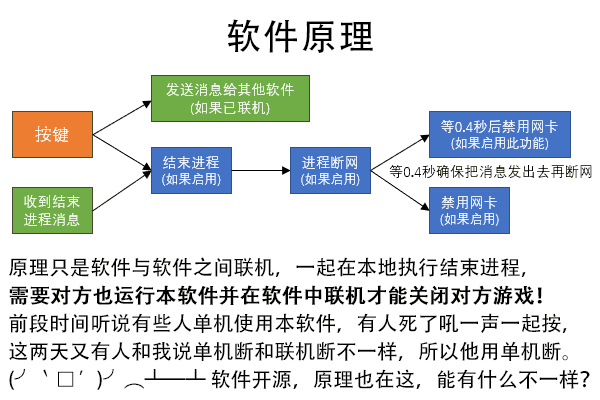 软件原理
发送消息给其他软件
(如果已联机)
按键
等0.4秒后禁用网卡
(如果启用此功能)
结束进程
(如果启用)
进程断网
(如果启用)
等0.4秒确保把消息发出去再断网
收到结束
进程消息
禁用网卡
(如果启用)
原理只是软件与软件之间联机，一起在本地执行结束进程，
需要对方也运行本软件并在软件中联机才能关闭对方游戏！
前段时间听说有些人单机使用本软件，有人死了吼一声一起按，
这两天又有人和我说单机断和联机断不一样，所以他用单机断。
(╯‵□′)╯︵┻━┻ 软件开源，原理也在这，能有什么不一样？